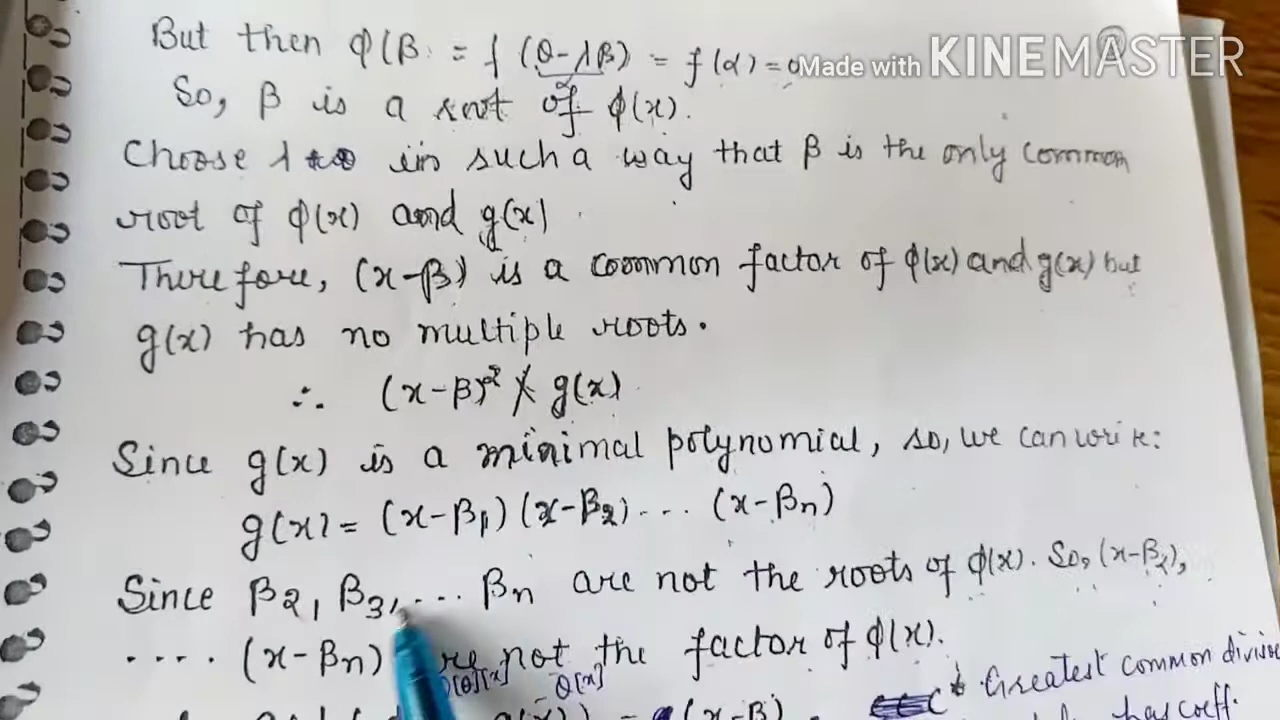 But then φ(β = f (θ-λβ) = f(α) = 0
Made with KINEMASTER
So, β is a root of φ(x).
Choose λ in such a way that β is the only common
root of φ(x) and g(x).
Therefore, (x-β) is a common factor of φ(x) and g(x) but
g(x) has no multiple roots.
∴ (x-β)² ∤ g(x)
Since g(x) is a minimal polynomial, so, we can write:
g(x) = (x-β₁) (x-β₂) ... (x-βn)
Since β₂, β₃, ... βn are not the roots of φ(x). So, (x-β₂),
.... (x-βn) are not the factor of φ(x).
[θ][x] θ[x]
Greatest common divisor
(x-β) has coeff.